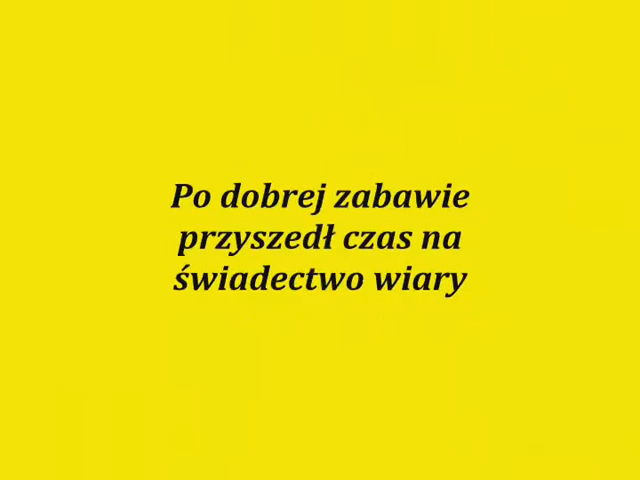 Po dobrej zabawie
przyszedł czas na
świadectwo wiary